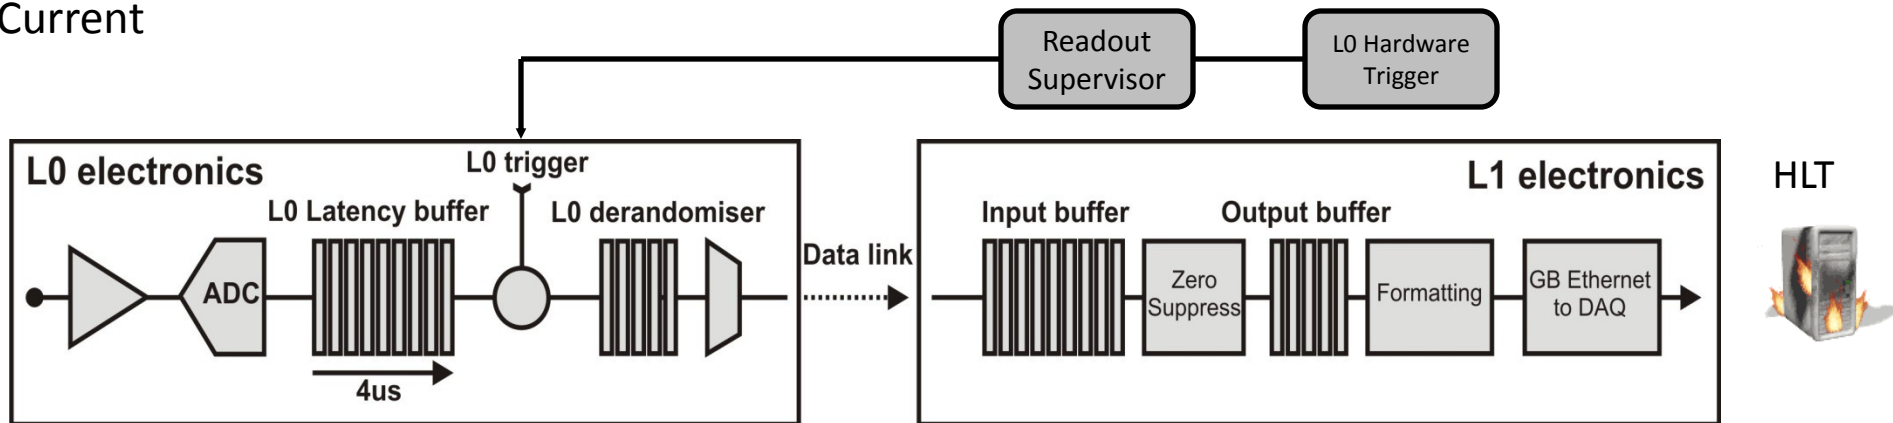 Current
Readout
Supervisor
L0 Hardware
Trigger
L0 electronics
L0 trigger
L0 Latency buffer
L0 derandomiser
ADC
4us
Data link
L1 electronics
Input buffer
Output buffer
Zero
Suppress
Formatting
GB Ethernet
to DAQ
HLT